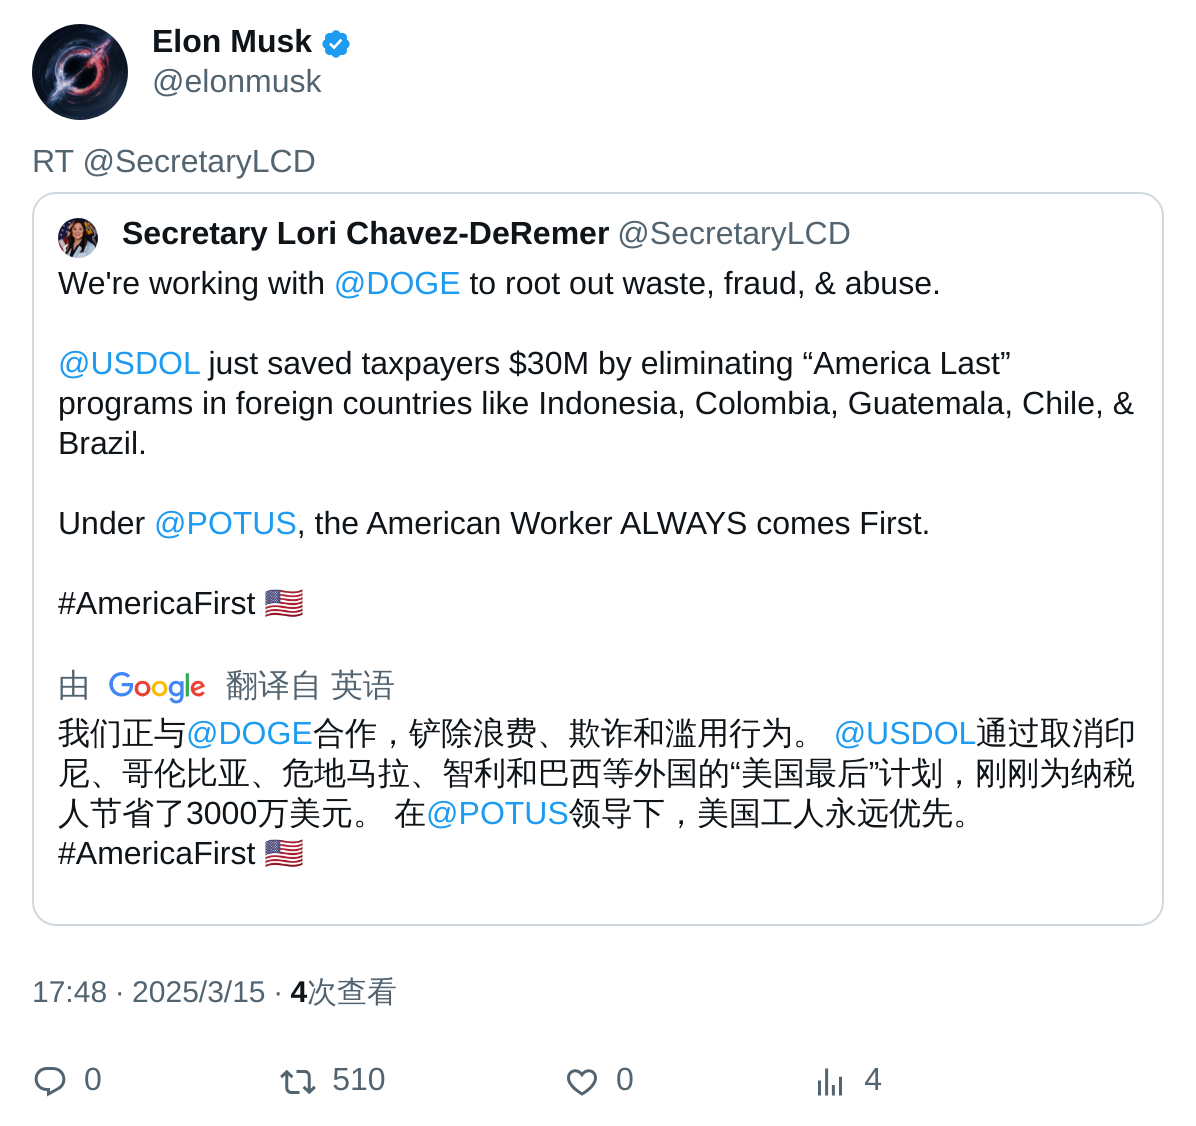 Elon Musk
@elonmusk
RT @SecretaryLCD
Secretary Lori Chavez-DeRemer @SecretaryLCD
We're working with @DOGE to root out waste, fraud, & abuse.
@USDOL just saved taxpayers $30M by eliminating “America Last”
programs in foreign countries like Indonesia, Colombia, Guatemala, Chile, &
Brazil.
Under @POTUS, the American Worker ALWAYS comes First.
#AmericaFirst 🇺🇸
由 Google 翻译自 英语
我们正与@DOGE合作，铲除浪费、欺诈和滥用行为。 @USDOL通过取消印
尼、哥伦比亚、危地马拉、智利和巴西等外国的“美国最后”计划，刚刚为纳税
人节省了3000万美元。 在@POTUS领导下，美国工人永远优先。
#AmericaFirst 🇺🇸
17:48 · 2025/3/15 · 4次查看
0 510 0 4